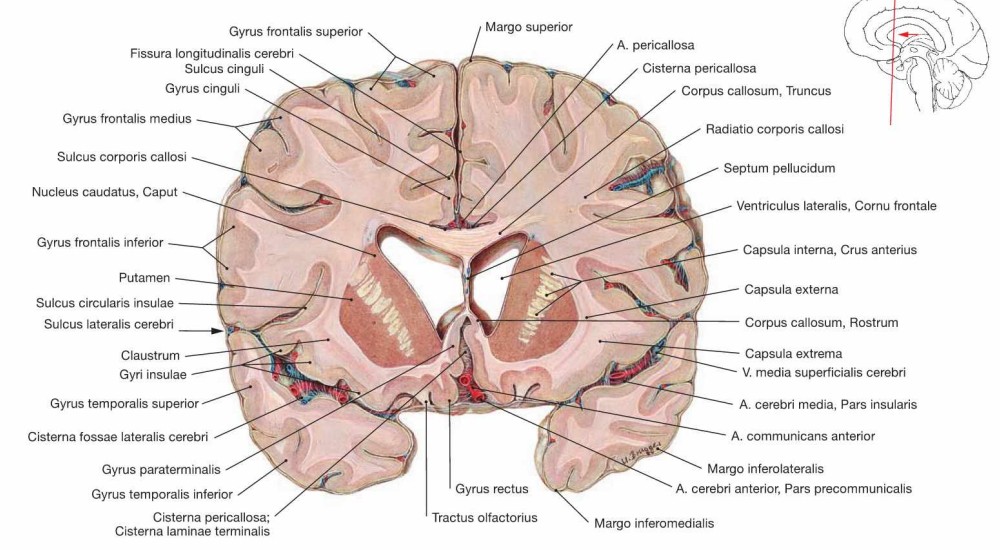 Gyrus frontalis superior
Fissura longitudinalis cerebri
Sulcus cinguli
Gyrus cinguli
Gyrus frontalis medius
Sulcus corporis callosi
Nucleus caudatus, Caput
Gyrus frontalis inferior
Putamen
Sulcus circularis insulae
Sulcus lateralis cerebri
Claustrum
Gyri insulae
Gyrus temporalis superior
Cisterna fossae lateralis cerebri
Gyrus paraterminalis
Gyrus temporalis inferior
Cisterna pericallosa;
Cisterna laminae terminalis
Margo superior
A. pericallosa
Cisterna pericallosa
Corpus callosum, Truncus
Radiatio corporis callosi
Septum pellucidum
Ventriculus lateralis, Cornu frontale
Capsula interna, Crus anterius
Capsula externa
Corpus callosum, Rostrum
Capsula extrema
V. media superficialis cerebri
A. cerebri media, Pars insularis
A. communicans anterior
Margo inferolateralis
A. cerebri anterior, Pars precommunicalis
Gyrus rectus
Tractus olfactorius
Margo inferomedialis